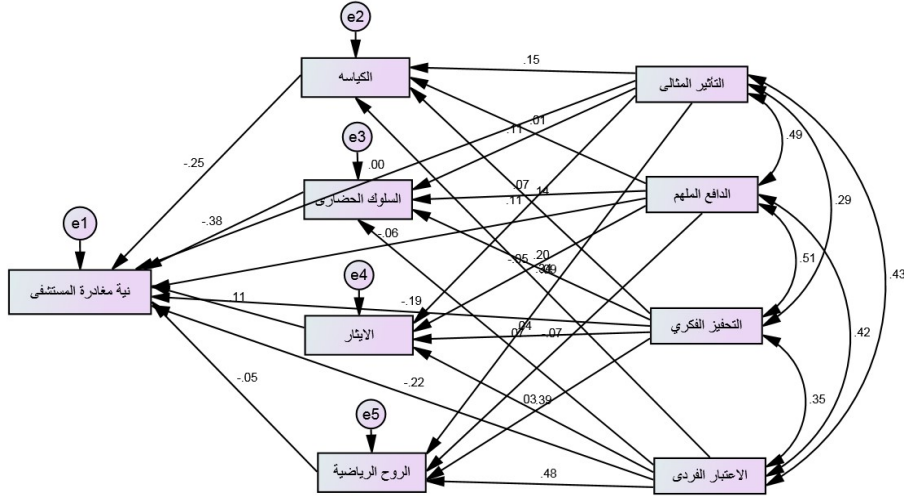 e2
الكياسه
.15
التأثير المثالى
.01
.11
.49
e3
-.25
.00
السلوك الحضارى
.07
.14
.11
الدافع الملهم
.29
e1
-.38
-.06
.20
-.05
.51
.43
نية مغادرة المستشفى
e4
.11
-.19
.04
-.07
الايثار
التحفيز الفكري
.42
-.22
.03
.39
.35
-.05
e5
الروح الرياضية
.48
الاعتبار الفردى